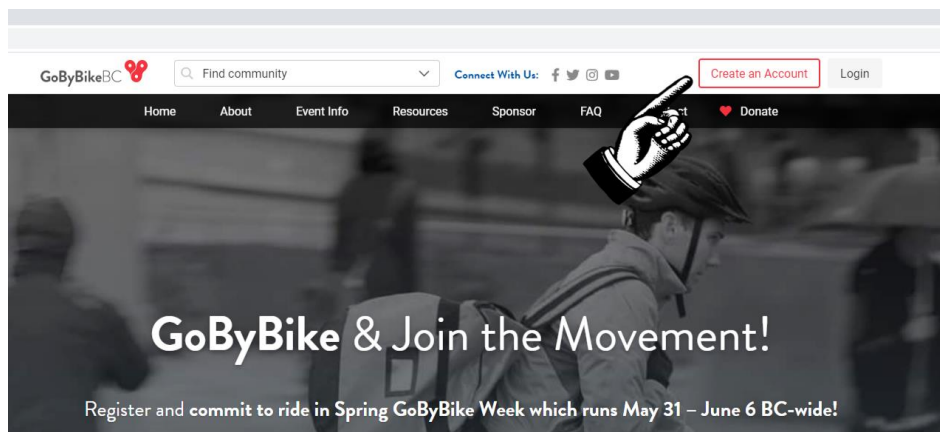 GoByBikeBC Find community Connect With Us: Create an Account Login
Home About Event Info Resources Sponsor FAQ Donate
GoByBike & Join the Movement!
Register and commit to ride in Spring GoByBike Week which runs May 31 – June 6 BC-wide!